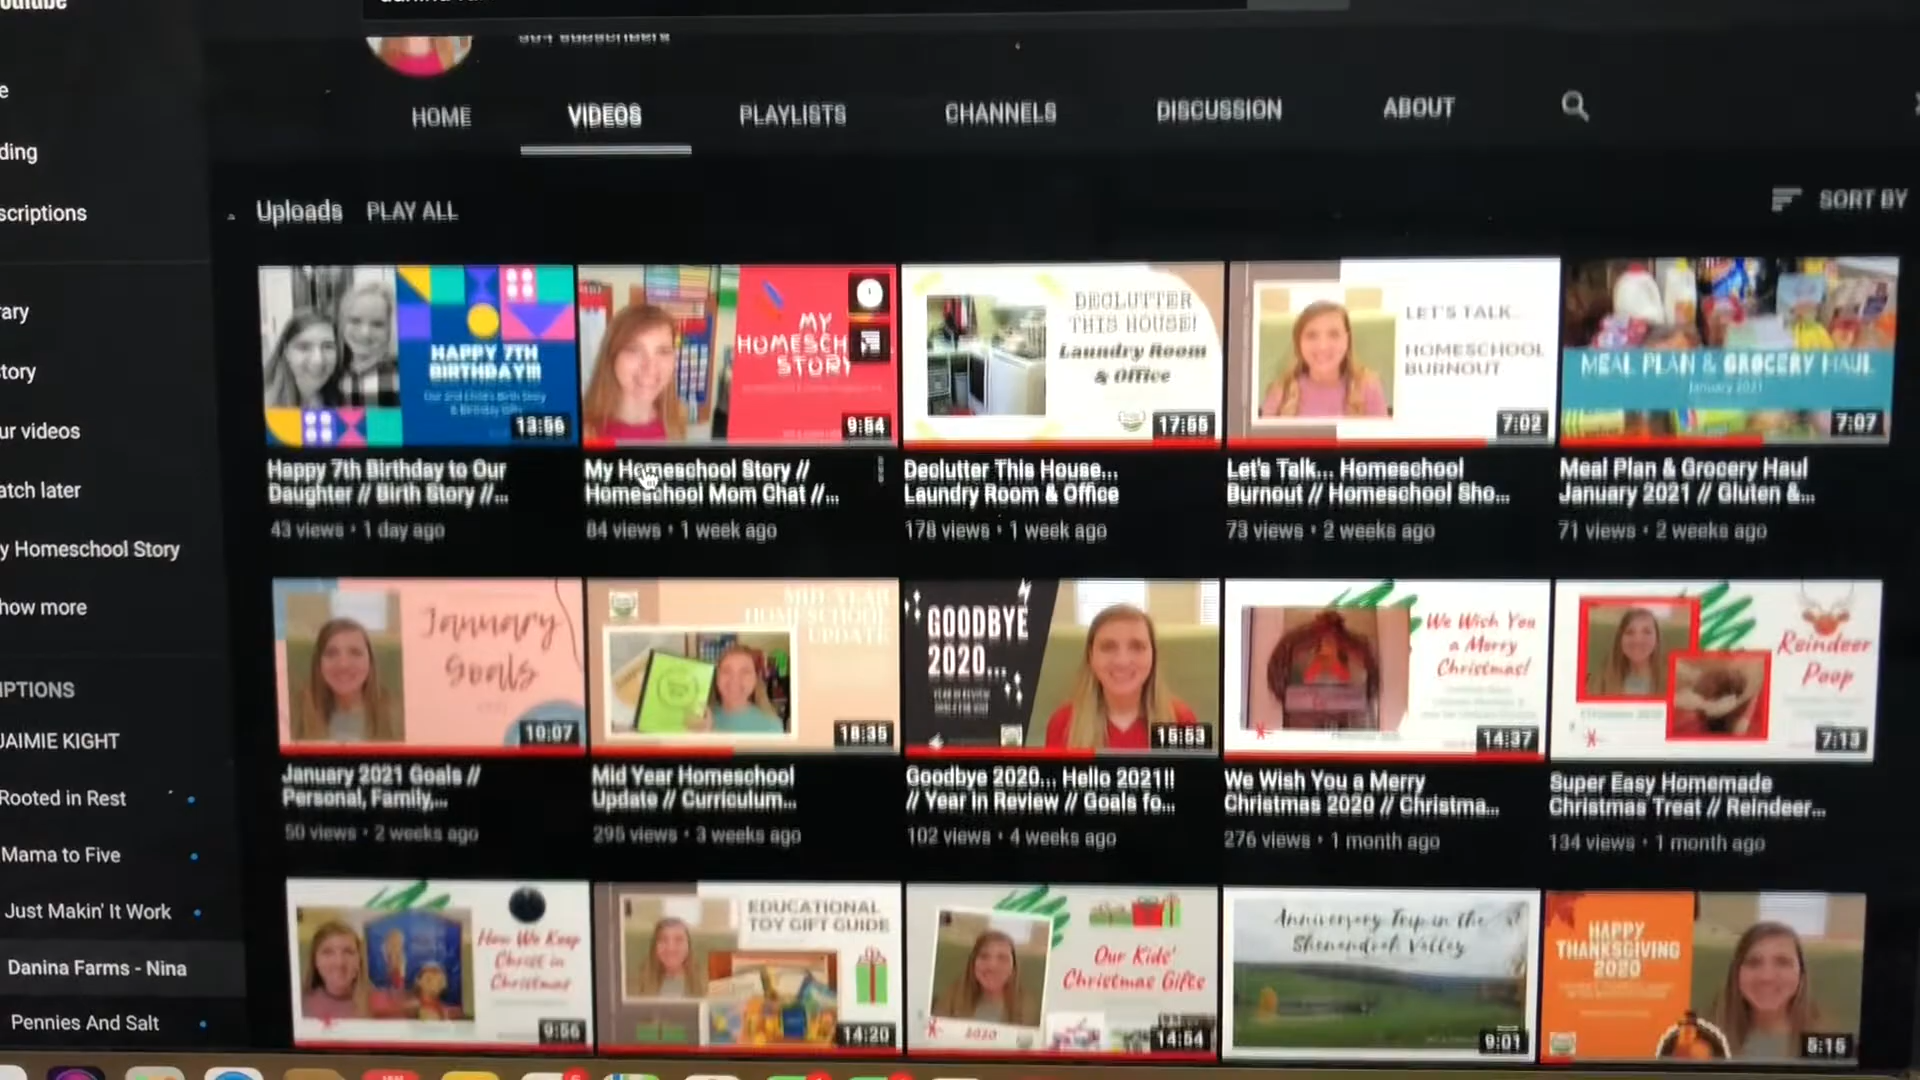 HOME VIDEOS PLAYLISTS CHANNELS DISCUSSION ABOUT
Uploads PLAY ALL
SORT BY
HAPPY 7TH
BIRTHDAY!!!
13:56
MY
HOMESCH
STORY
9:54
DECLUTTER
THIS HOUSE!
Laundry Room
& Office
17:55
LET'S TALK...
HOMESCHOOL
BURNOUT
7:02
MEAL PLAN & GROCERY HAUL
January 2021
7:07
Happy 7th Birthday to Our
Daughter // Birth Story //...
43 views • 1 day ago
My Homeschool Story //
Homeschool Mom Chat //...
84 views • 1 week ago
Declutter This House...
Laundry Room & Office
178 views • 1 week ago
Let's Talk... Homeschool
Burnout // Homeschool Sho...
73 views • 2 weeks ago
Meal Plan & Grocery Haul
January 2021 // Gluten &...
71 views • 2 weeks ago
January
Goals
10:07
MID YEAR
HOMESCHOOL
UPDATE
18:35
GOODBYE
2020...
15:53
We Wish You
a Merry
Christmas!
14:37
Reindeer
Poop
7:13
January 2021 Goals //
Personal, Family,...
50 views • 2 weeks ago
Mid Year Homeschool
Update // Curriculum...
295 views • 3 weeks ago
Goodbye 2020... Hello 2021!!
// Year in Review // Goals fo...
102 views • 4 weeks ago
We Wish You a Merry
Christmas 2020 // Christma...
276 views • 1 month ago
Super Easy Homemade
Christmas Treat // Reindeer...
134 views • 1 month ago
How We Keep
Christ in
Christmas
9:56
EDUCATIONAL
TOY GIFT GUIDE
14:20
Our Kids'
Christmas Gifts
2020
14:54
Anniversary Trip in the
Shenandoah Valley
9:01
HAPPY
THANKSGIVING
2020
5:15
ding
scriptions
ary
tory
ur videos
atch later
y Homeschool Story
how more
IPTIONS
JAIMIE KIGHT
Rooted in Rest
Mama to Five
Just Makin' It Work
Danina Farms - Nina
Pennies And Salt